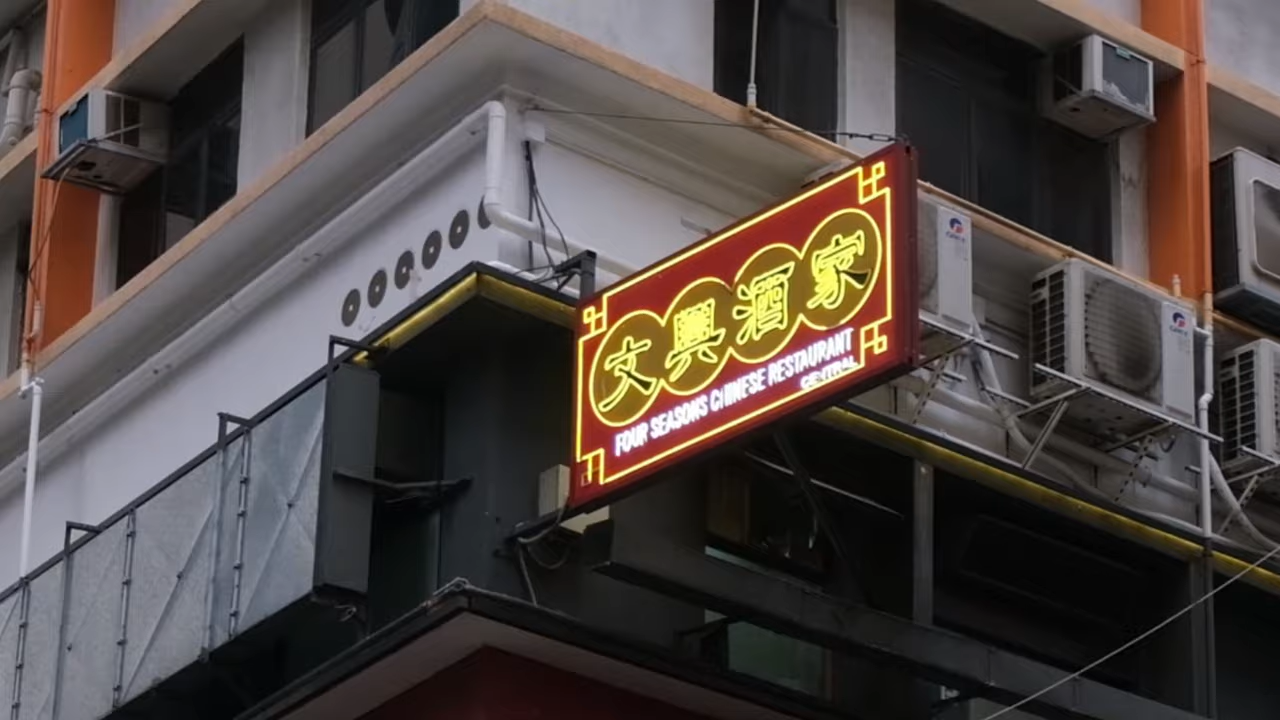 文興酒家
FOUR SEASONS CHINESE RESTAURANT
CENTRAL